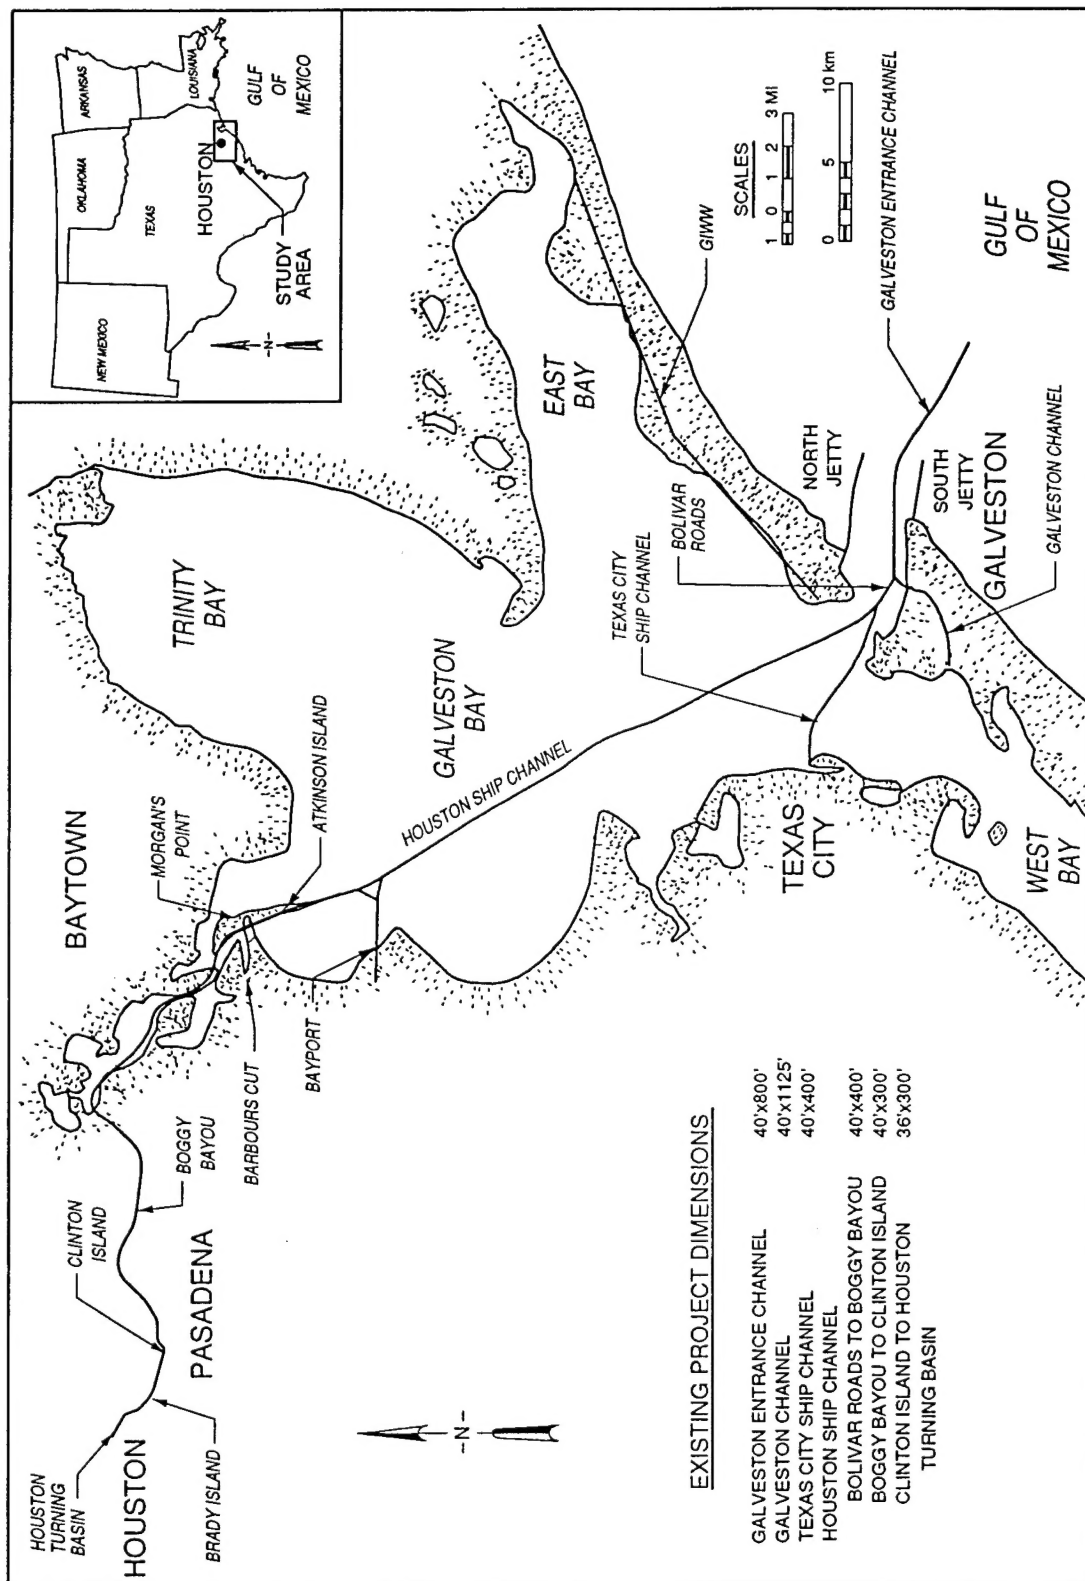 HOUSTON
TURNING
BASIN
HOUSTON
BRADY ISLAND
CLINTON
ISLAND
PASADENA
BOGGY
BAYOU
BARBOURS CUT
BAYPORT
BAYTOWN
MORGAN'S
POINT
ATKINSON ISLAND
TRINITY
BAY
GALVESTON
BAY
HOUSTON SHIP CHANNEL
EAST
BAY
TEXAS CITY
SHIP CHANNEL
BOLIVAR
ROADS
NORTH
JETTY
SOUTH
JETTY
GALVESTON
GALVESTON CHANNEL
GALVESTON ENTRANCE CHANNEL
GIWW
TEXAS
CITY
WEST
BAY
GULF
OF
MEXICO
SCALES
1 0 1 2 3 MI
0 5 10 km
-N-
EXISTING PROJECT DIMENSIONS
GALVESTON ENTRANCE CHANNEL 40'x800'
GALVESTON CHANNEL 40'x1125'
TEXAS CITY SHIP CHANNEL 40'x400'
HOUSTON SHIP CHANNEL
BOLIVAR ROADS TO BOGGY BAYOU 40'x400'
BOGGY BAYOU TO CLINTON ISLAND 40'x300'
CLINTON ISLAND TO HOUSTON 36'x300'
TURNING BASIN
NEW MEXICO
OKLAHOMA
ARKANSAS
TEXAS
LOUISIANA
HOUSTON
STUDY
AREA
GULF
OF
MEXICO
-N-